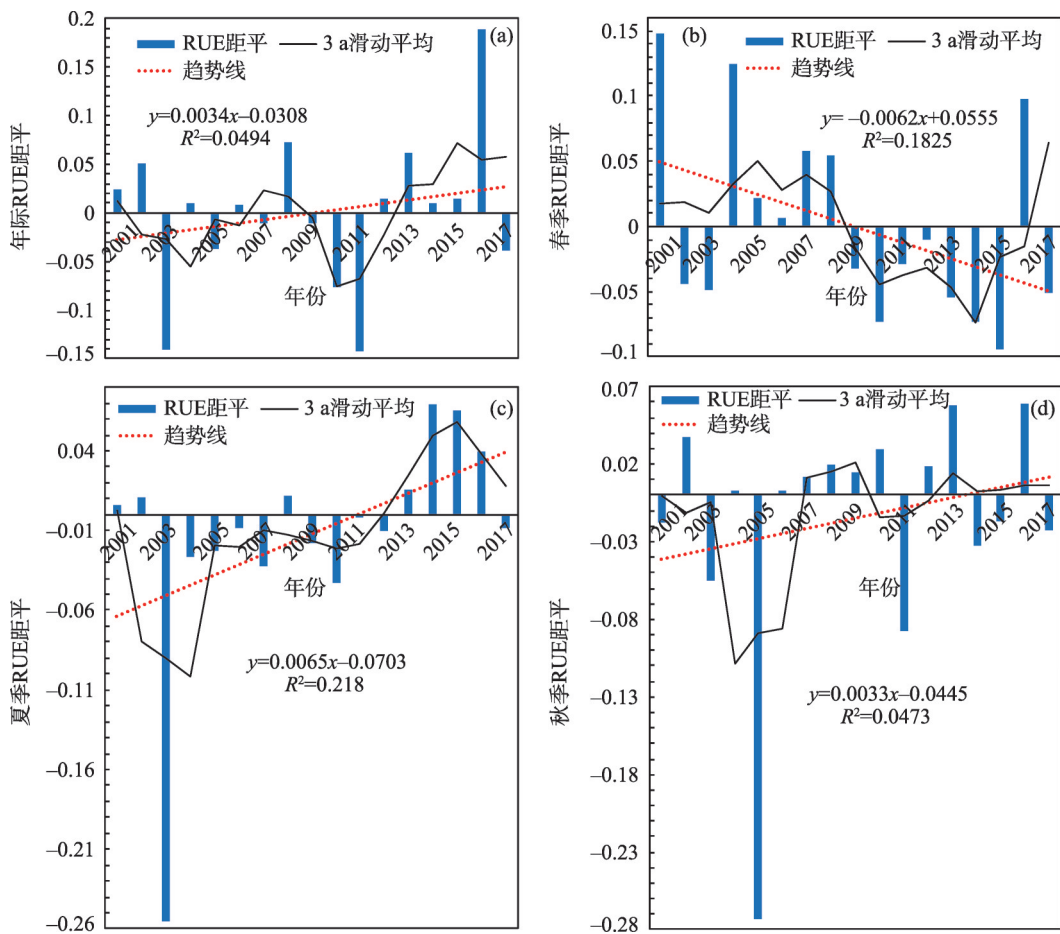 (a)
RUE距平
3 a滑动平均
趋势线
y=0.0034x–0.0308
R²=0.0494
年际RUE距平
0.2
0.15
0.1
0.05
0
–0.05
–0.1
–0.15
2001
2003
2005
2007
2009
2011
2013
2015
2017
年份
(b)
RUE距平
3 a滑动平均
趋势线
y= –0.0062x+0.0555
R²=0.1825
春季RUE距平
0.15
0.1
0.05
0
–0.05
–0.1
2001
2003
2005
2007
2009
2011
2013
2015
2017
年份
(c)
RUE距平
3 a滑动平均
趋势线
y=0.0065x–0.0703
R²=0.218
夏季RUE距平
0.04
–0.01
–0.06
–0.11
–0.16
–0.21
–0.26
2001
2003
2005
2007
2009
2011
2013
2015
2017
年份
(d)
RUE距平
3 a滑动平均
趋势线
y=0.0033x–0.0445
R²=0.0473
秋季RUE距平
0.07
0.02
–0.03
–0.08
–0.13
–0.18
–0.23
–0.28
2001
2003
2005
2007
2009
2011
2013
2015
2017
年份